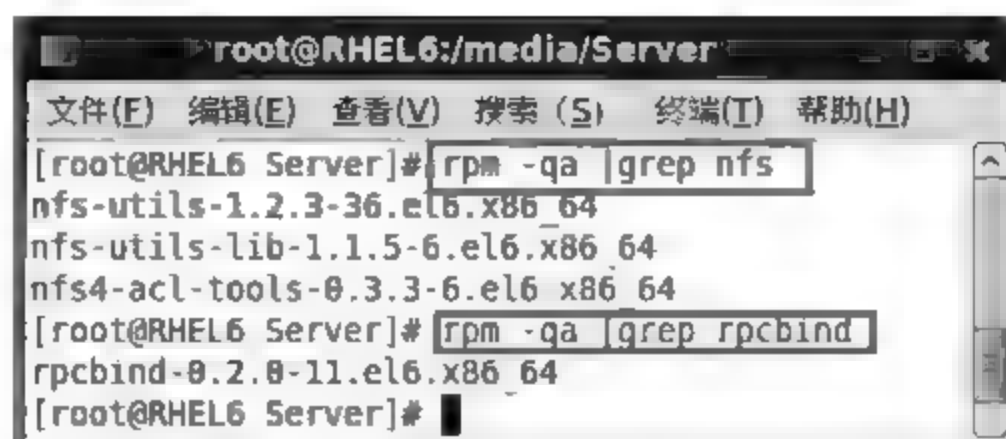 root@RHEL6:/media/Server
文件(F) 编辑(E) 查看(V) 搜索 (S) 终端(T) 帮助(H)
[root@RHEL6 Server]# rpm -qa |grep nfs
nfs-utils-1.2.3-36.el6.x86_64
nfs-utils-lib-1.1.5-6.el6.x86_64
nfs4-acl-tools-0.3.3-6.el6 x86_64
[root@RHEL6 Server]# rpm -qa |grep rpcbind
rpcbind-0.2.0-11.el6.x86_64
[root@RHEL6 Server]#